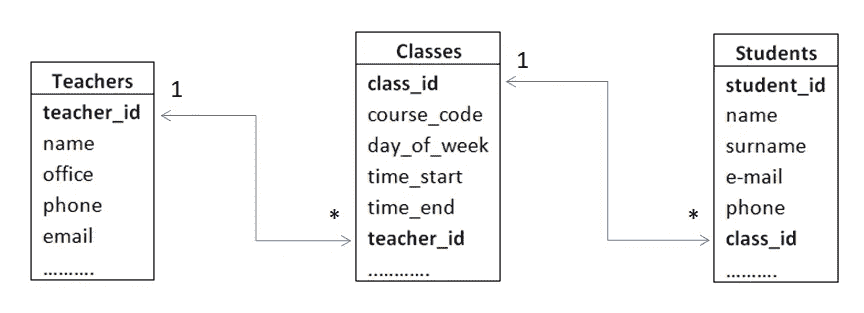 Teachers
teacher_id
name
office
phone
email
..........
1
*
Classes
class_id
course_code
day_of_week
time_start
time_end
teacher_id
............
1
*
Students
student_id
name
surname
e-mail
phone
class_id
..........